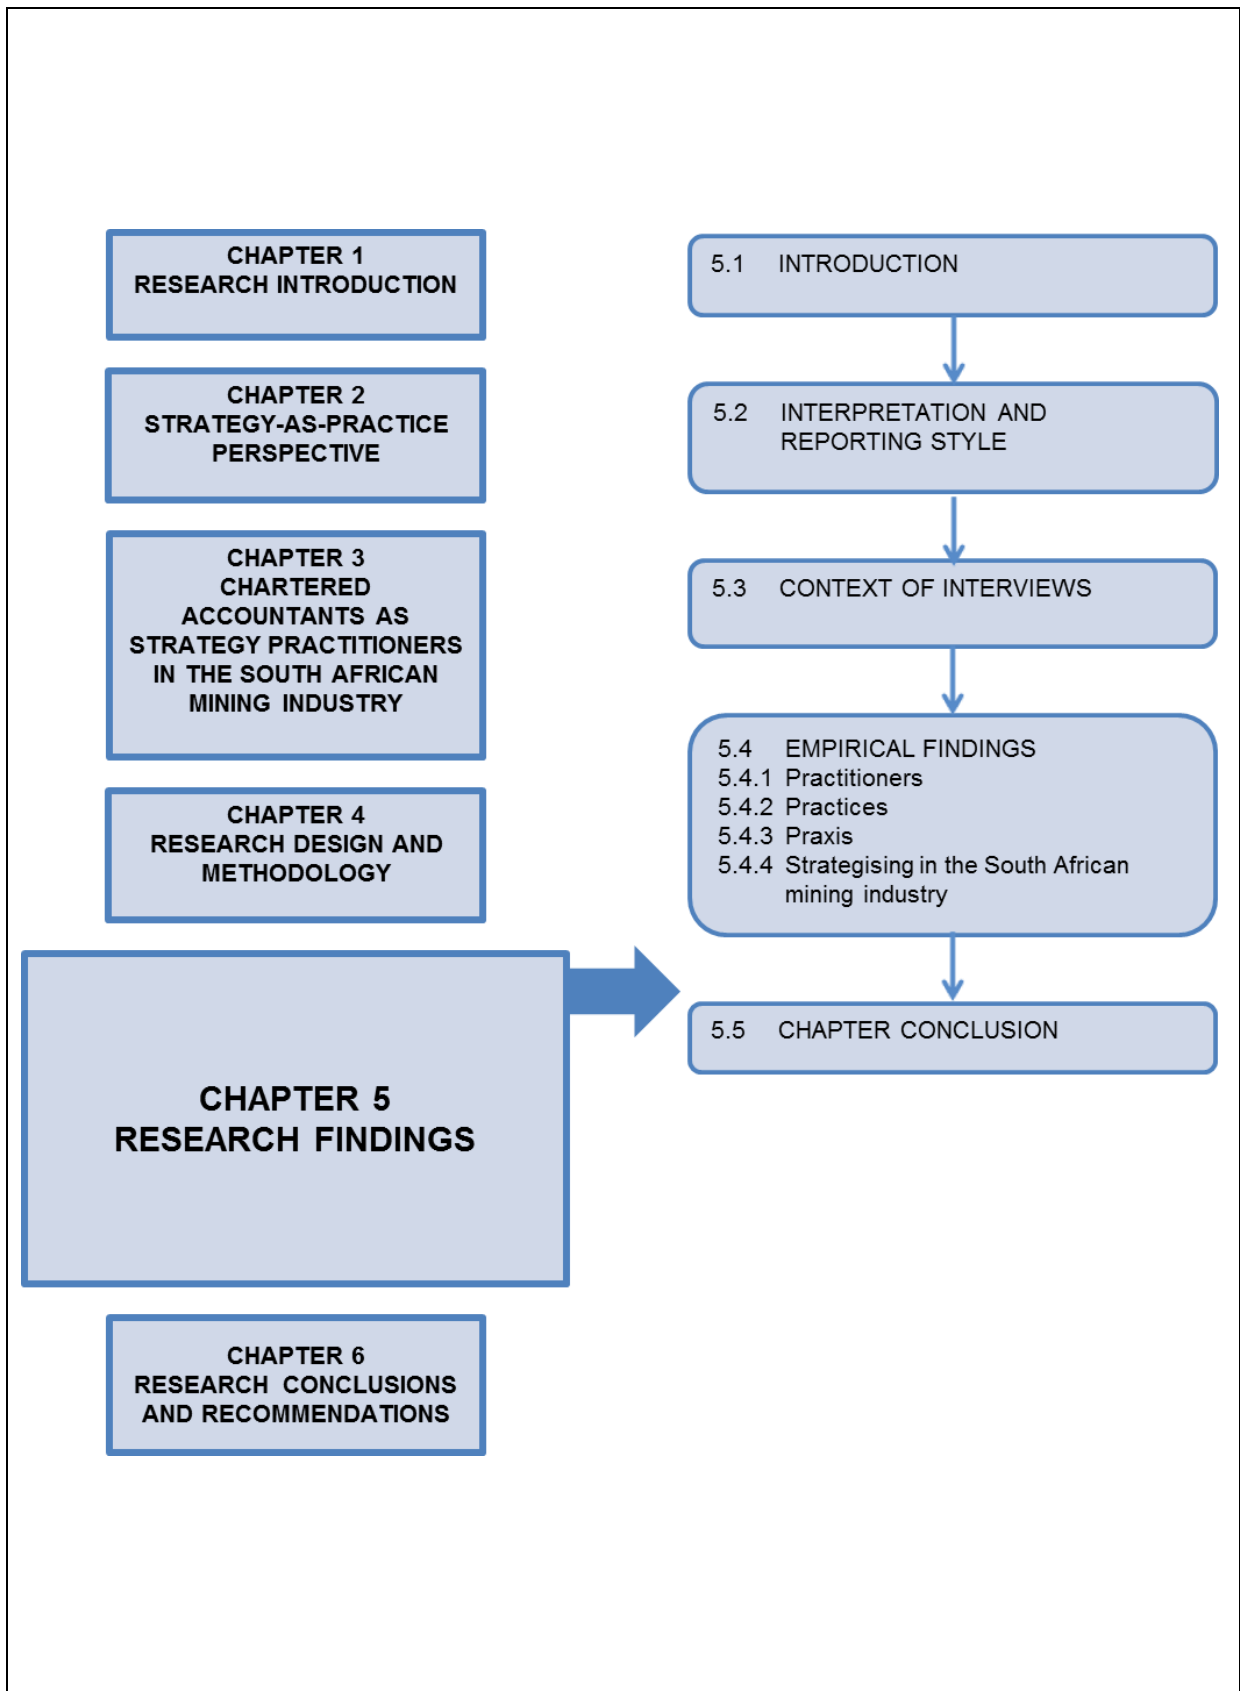 CHAPTER 1
RESEARCH INTRODUCTION
CHAPTER 2
STRATEGY-AS-PRACTICE
PERSPECTIVE
CHAPTER 3
CHARTERED
ACCOUNTANTS AS
STRATEGY PRACTITIONERS
IN THE SOUTH AFRICAN
MINING INDUSTRY
CHAPTER 4
RESEARCH DESIGN AND
METHODOLOGY
CHAPTER 5
RESEARCH FINDINGS
CHAPTER 6
RESEARCH CONCLUSIONS
AND RECOMMENDATIONS
5.1 INTRODUCTION
5.2 INTERPRETATION AND
REPORTING STYLE
5.3 CONTEXT OF INTERVIEWS
5.4 EMPIRICAL FINDINGS
5.4.1 Practitioners
5.4.2 Practices
5.4.3 Praxis
5.4.4 Strategising in the South African
mining industry
5.5 CHAPTER CONCLUSION